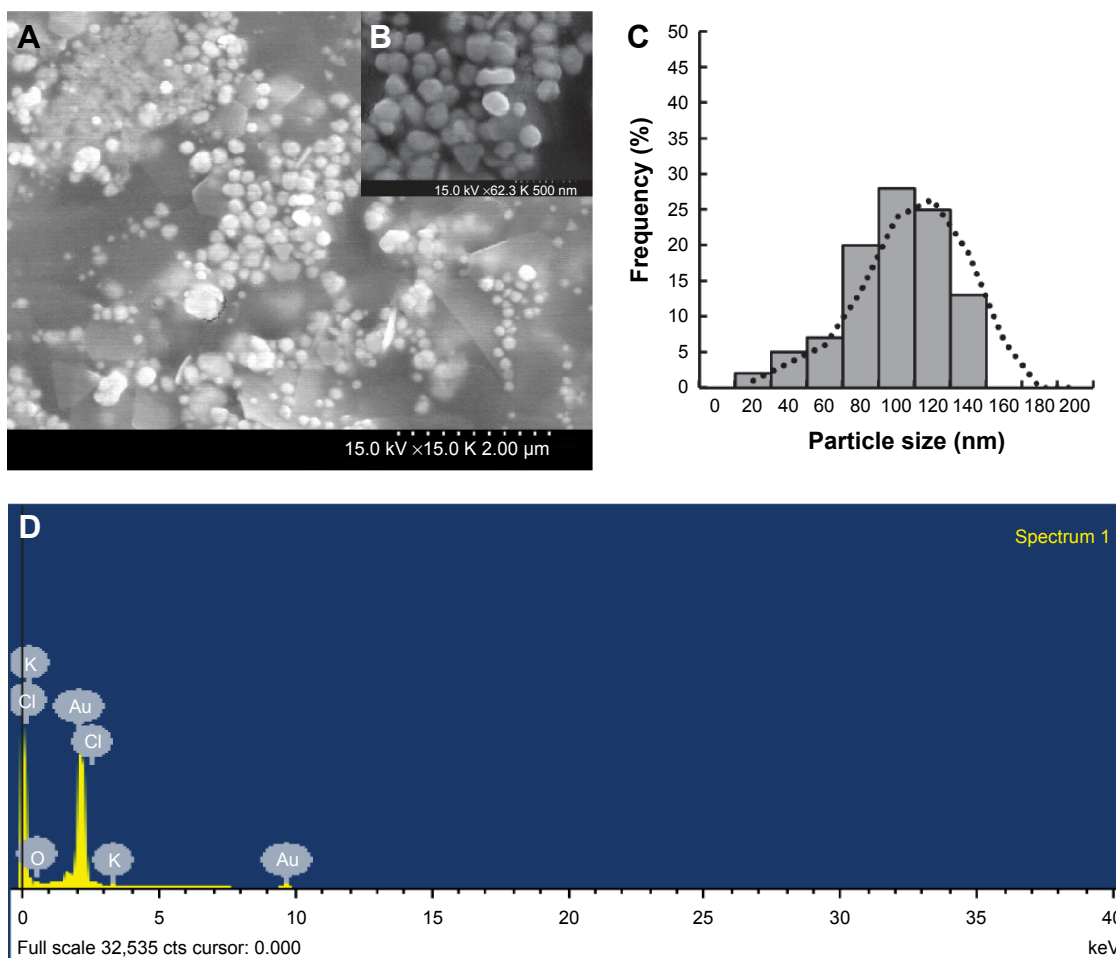 A
B
15.0 kV ×62.3 K 500 nm
15.0 kV ×15.0 K 2.00 µm
C
Frequency (%)
50
45
40
35
30
25
20
15
10
5
0
0 20 40 60 80 100 120 140 160 180 200
Particle size (nm)
D
Spectrum 1
K
Cl
Au
Cl
O
K
Au
0 5 10 15 20 25 30 35 40
Full scale 32,535 cts cursor: 0.000
keV